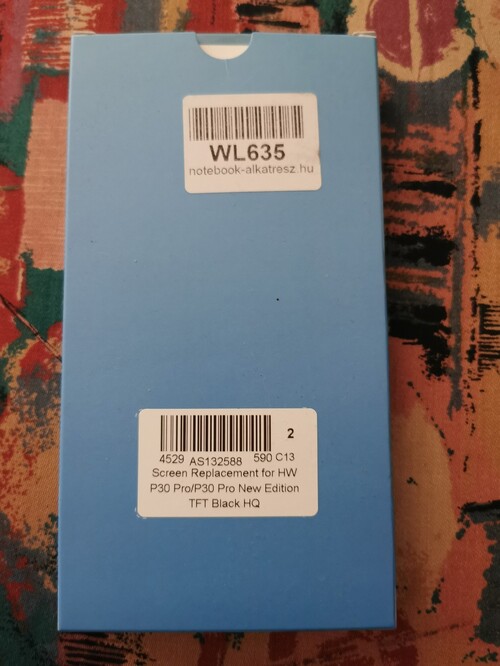 WL635
notebook-alkatresz.hu
2
4529 AS132588 590 C13
Screen Replacement for HW
P30 Pro/P30 Pro New Edition
TFT Black HQ